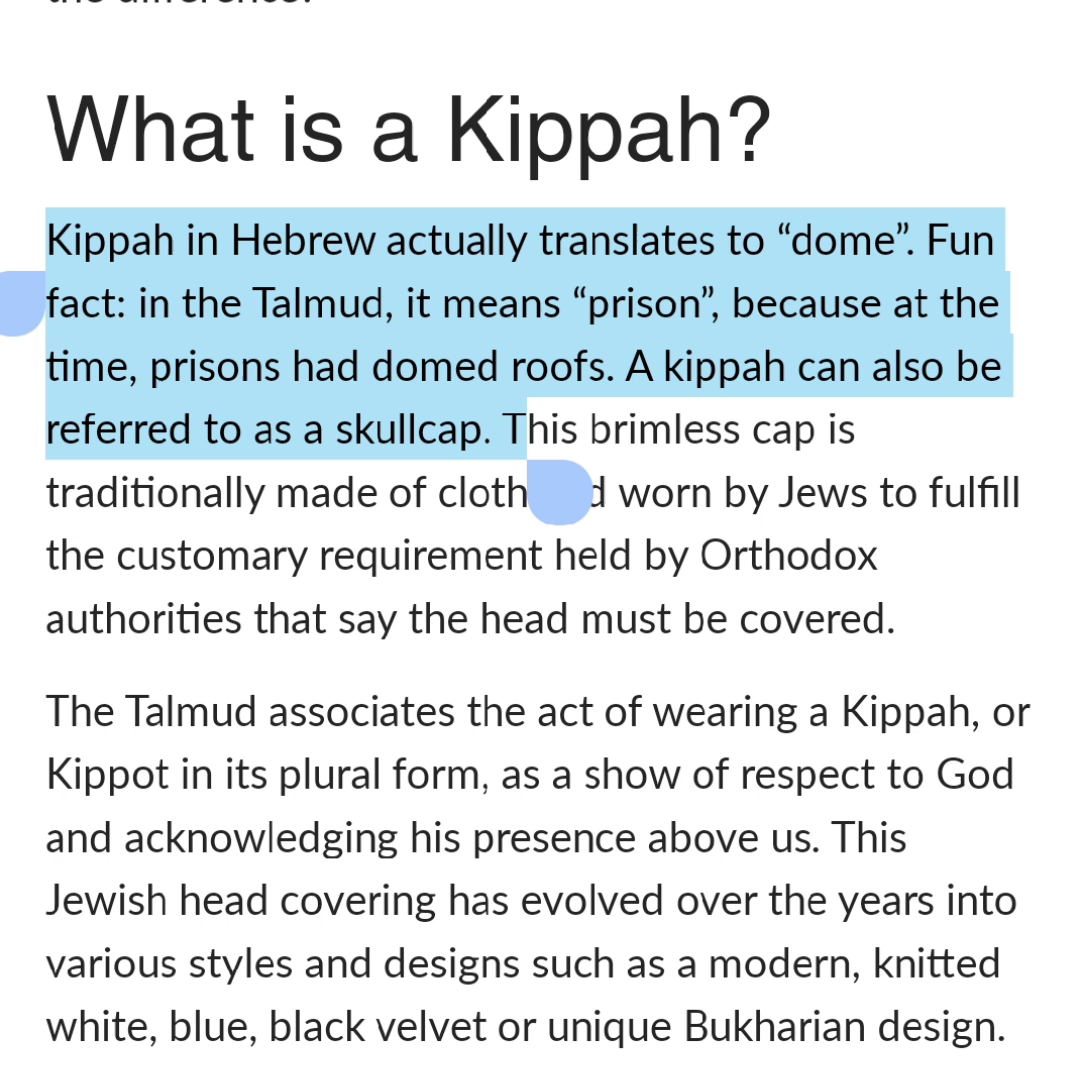 the difference.
What is a Kippah?
Kippah in Hebrew actually translates to “dome”. Fun
fact: in the Talmud, it means “prison”, because at the
time, prisons had domed roofs. A kippah can also be
referred to as a skullcap. This brimless cap is
traditionally made of cloth worn by Jews to fulfill
the customary requirement held by Orthodox
authorities that say the head must be covered.
The Talmud associates the act of wearing a Kippah, or
Kippot in its plural form, as a show of respect to God
and acknowledging his presence above us. This
Jewish head covering has evolved over the years into
various styles and designs such as a modern, knitted
white, blue, black velvet or unique Bukharian design.